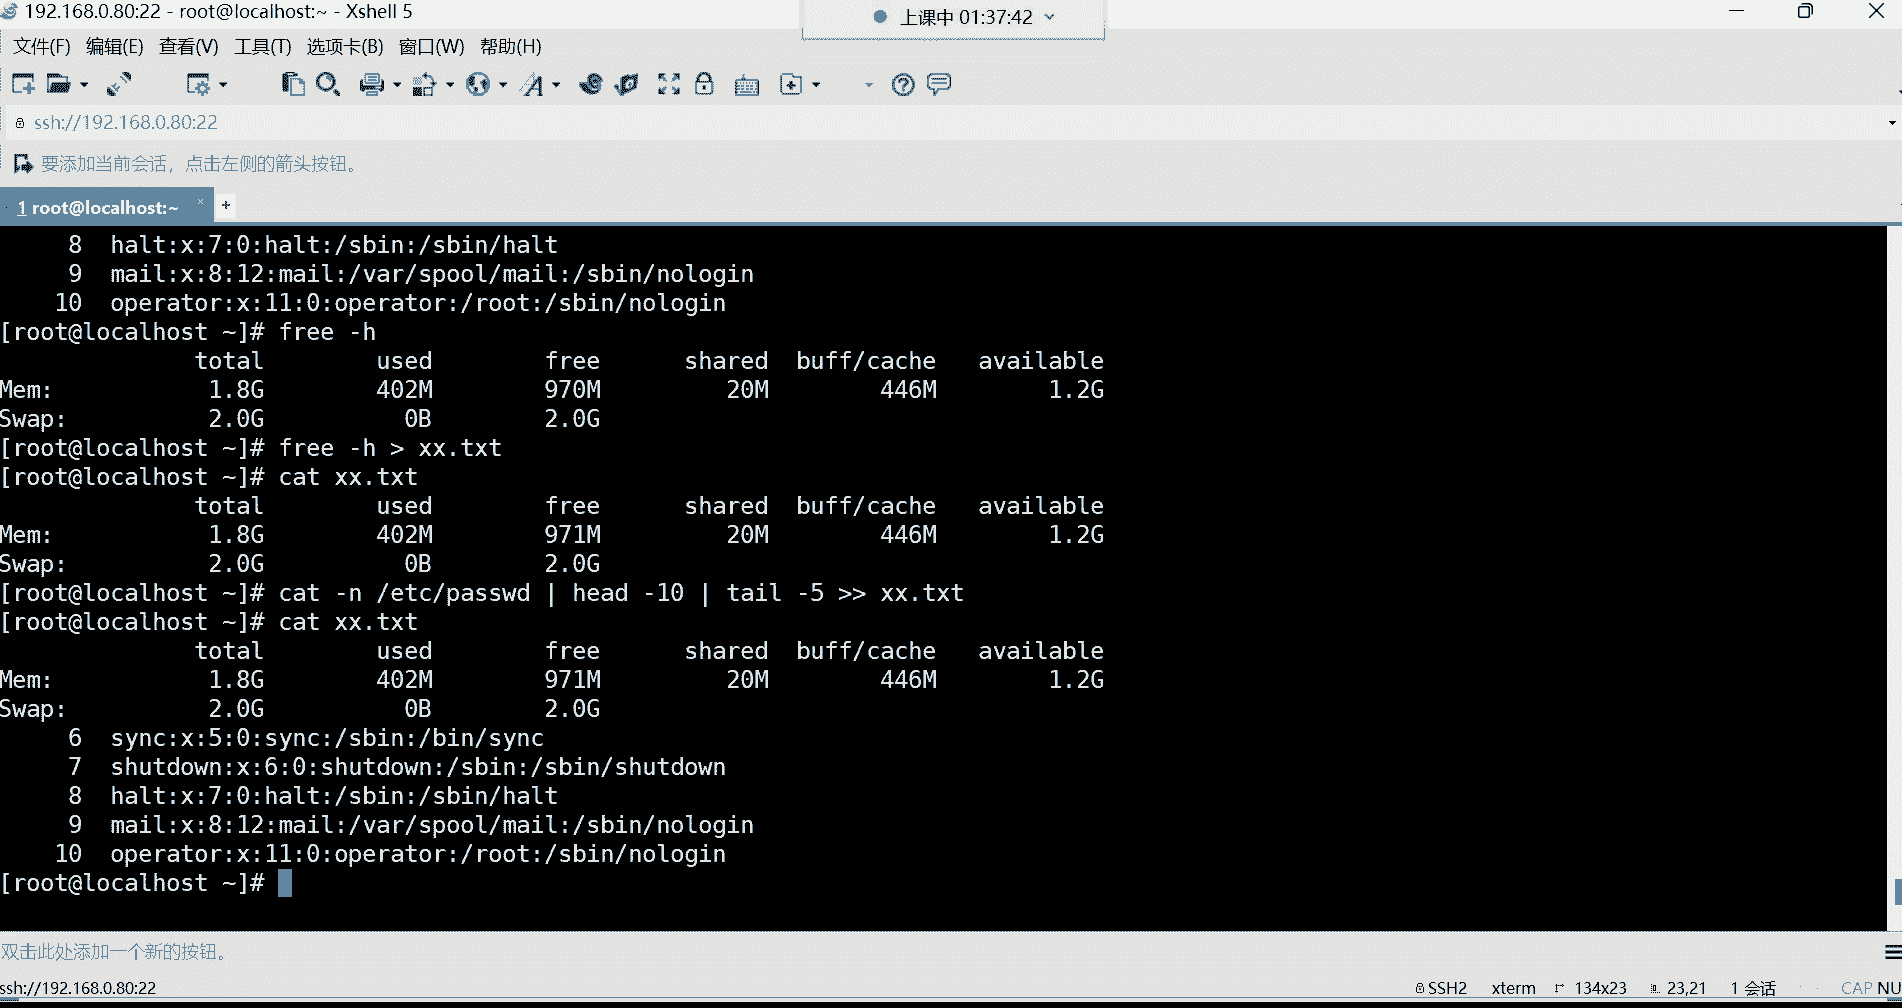 192.168.0.80:22 - root@localhost:~ - Xshell 5
上课中 01:37:42
文件(F) 编辑(E) 查看(V) 工具(T) 选项卡(B) 窗口(W) 帮助(H)
ssh://192.168.0.80:22
要添加当前会话，点击左侧的箭头按钮。
1 root@localhost:~ × +
8 halt:x:7:0:halt:/sbin:/sbin/halt
9 mail:x:8:12:mail:/var/spool/mail:/sbin/nologin
10 operator:x:11:0:operator:/root:/sbin/nologin
[root@localhost ~]# free -h
total used free shared buff/cache available
Mem: 1.8G 402M 970M 20M 446M 1.2G
Swap: 2.0G 0B 2.0G
[root@localhost ~]# free -h > xx.txt
[root@localhost ~]# cat xx.txt
total used free shared buff/cache available
Mem: 1.8G 402M 971M 20M 446M 1.2G
Swap: 2.0G 0B 2.0G
[root@localhost ~]# cat -n /etc/passwd | head -10 | tail -5 >> xx.txt
[root@localhost ~]# cat xx.txt
total used free shared buff/cache available
Mem: 1.8G 402M 971M 20M 446M 1.2G
Swap: 2.0G 0B 2.0G
6 sync:x:5:0:sync:/sbin:/bin/sync
7 shutdown:x:6:0:shutdown:/sbin:/sbin/shutdown
8 halt:x:7:0:halt:/sbin:/sbin/halt
9 mail:x:8:12:mail:/var/spool/mail:/sbin/nologin
10 operator:x:11:0:operator:/root:/sbin/nologin
[root@localhost ~]#
双击此处添加一个新的按钮。
ssh://192.168.0.80:22 SSH2 xterm 134x23 23,21 1 会话 CAP NU